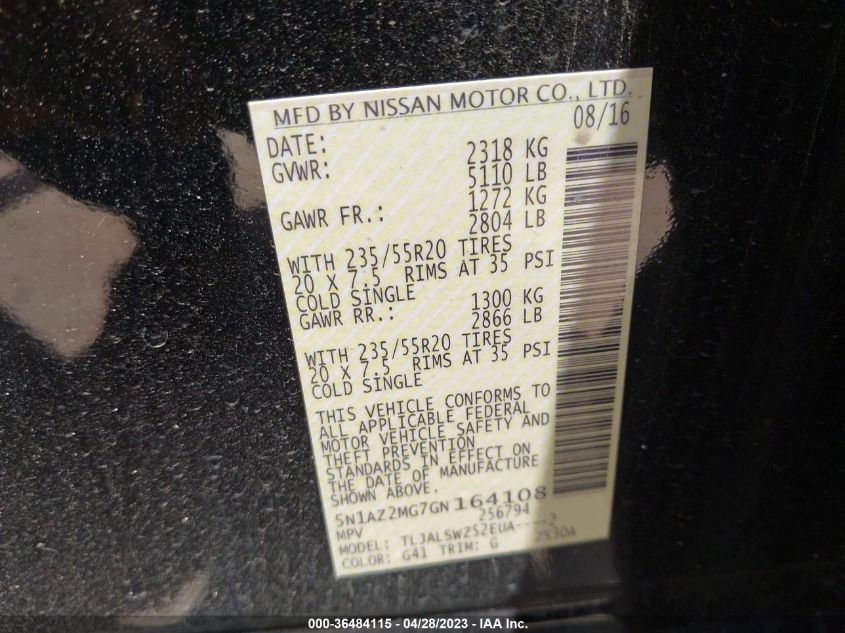 MFD BY NISSAN MOTOR CO., LTD.
DATE: 08/16
GVWR: 2318 KG
5110 LB
GAWR FR.: 1272 KG
2804 LB
WITH 235/55R20 TIRES
20 X 7.5 RIMS AT 35 PSI
COLD SINGLE
GAWR RR.: 1300 KG
2866 LB
WITH 235/55R20 TIRES
20 X 7.5 RIMS AT 35 PSI
COLD SINGLE
THIS VEHICLE CONFORMS TO
ALL APPLICABLE FEDERAL
MOTOR VEHICLE SAFETY AND
THEFT PREVENTION
STANDARDS IN EFFECT ON
THE DATE OF MANUFACTURE
SHOWN ABOVE.
5N1AZ2MG7GN164108
MPV 256794
MODEL: TLJALSWZS2EUA----2
COLOR: G41 TRIM: G 2S30A
000-36484115 - 04/28/2023 - IAA Inc.